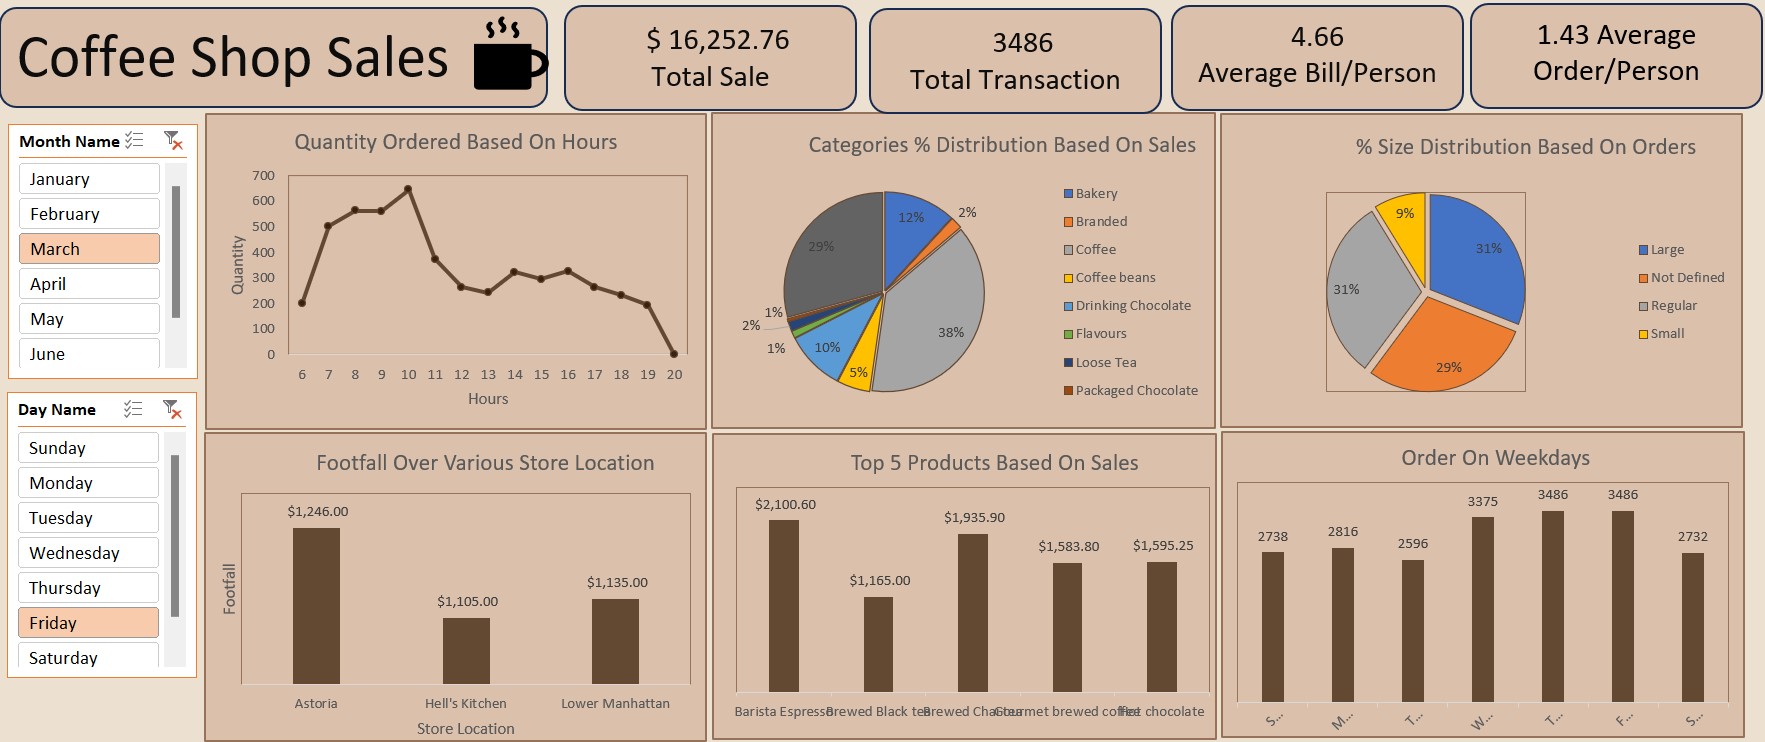 Coffee Shop Sales
$ 16,252.76
Total Sale
3486
Total Transaction
4.66
Average Bill/Person
1.43 Average
Order/Person
Month Name
January
February
March
April
May
June
Day Name
Sunday
Monday
Tuesday
Wednesday
Thursday
Friday
Saturday
Quantity Ordered Based On Hours
700
600
500
400
300
200
100
0
Quantity
6 7 8 9 10 11 12 13 14 15 16 17 18 19 20
Hours
Categories % Distribution Based On Sales
12%
2%
38%
5%
10%
1%
2%
1%
29%
Bakery
Branded
Coffee
Coffee beans
Drinking Chocolate
Flavours
Loose Tea
Packaged Chocolate
% Size Distribution Based On Orders
31%
29%
31%
9%
Large
Not Defined
Regular
Small
Footfall Over Various Store Location
Footfall
$1,246.00
$1,105.00
$1,135.00
Astoria Hell's Kitchen Lower Manhattan
Store Location
Top 5 Products Based On Sales
$2,100.60
$1,165.00
$1,935.90
$1,583.80
$1,595.25
Barista Espresso Brewed Black tea Brewed Chai tea Gourmet brewed coffee Hot chocolate
Order On Weekdays
2738
2816
2596
3375
3486
3486
2732
S... M... T... W... T... F... S...